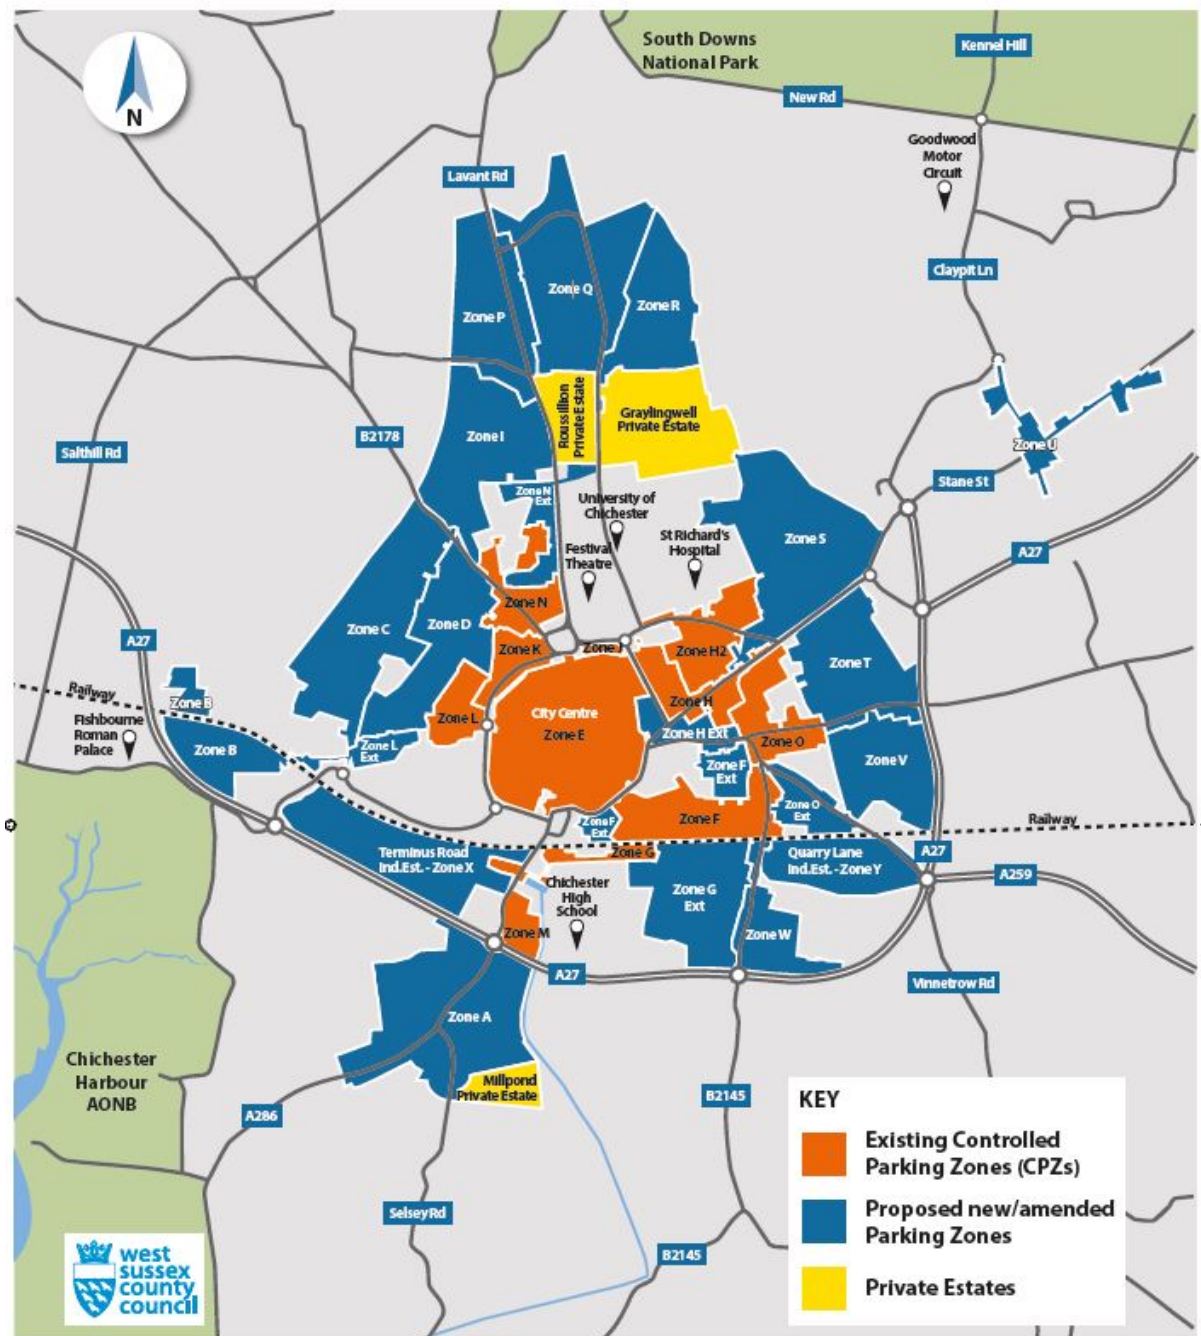 South Downs
National Park
Kennel Hill
New Rd
N
Goodwood
Motor
Circuit
Lavant Rd
Claypit Ln
Zone Q
Zone R
Zone P
Roussillion
Private Estate
Graylingwell
Private Estate
B2178
Zone I
Salthill Rd
Zone U
Stane St
Zone N
Ext
University of
Chichester
St Richard's
Hospital
Zone S
A27
Festival
Theatre
Zone N
Zone C
Zone D
A27
Zone K
Zone J
Zone H2
Zone T
Railway
Zone B
Zone H
Fishbourne
Roman
Palace
Zone L
City Centre
Zone E
Zone H Ext
Zone O
Zone B
Zone L
Ext
Zone F
Ext
Zone V
Zone O
Ext
Zone F
Ext
Zone F
Railway
Terminus Road
Ind.Est. - Zone X
Zone G
Quarry Lane
Ind.Est. - Zone Y
A27
A259
Chichester
High
School
Zone G
Ext
Zone M
Zone W
A27
Vinnetrow Rd
Zone A
Chichester
Harbour
AONB
Millpond
Private Estate
A286
B2145
KEY
Existing Controlled
Parking Zones (CPZs)
Proposed new/amended
Parking Zones
Private Estates
Selsey Rd
B2145
west
sussex
county
council